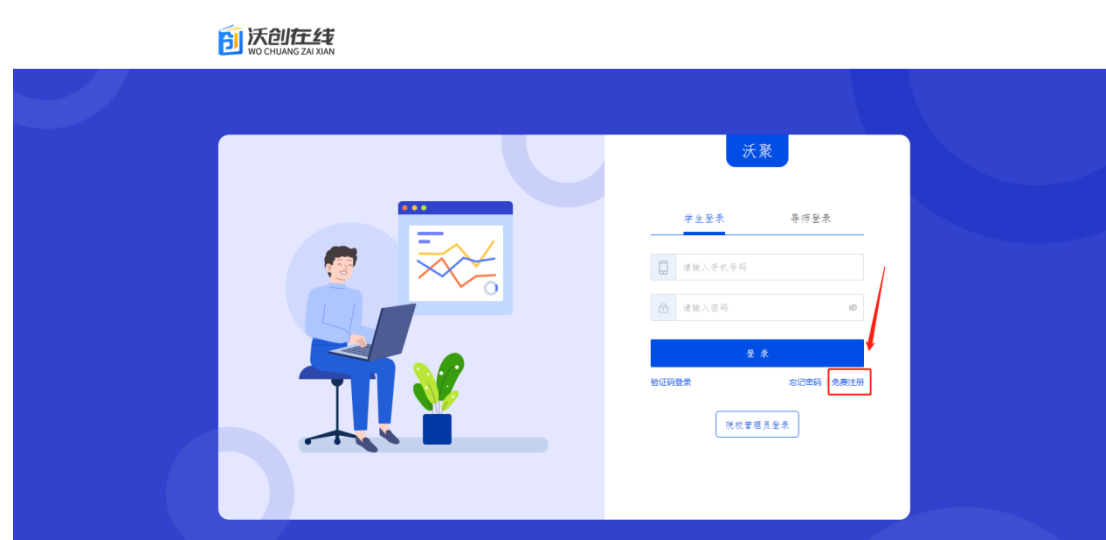 沃创在线
WO CHUANG ZAI XIAN
沃聚
学生登录 导师登录
请输入手机号码
请输入密码
登录
验证码登录 忘记密码 免费注册
院校管理员登录